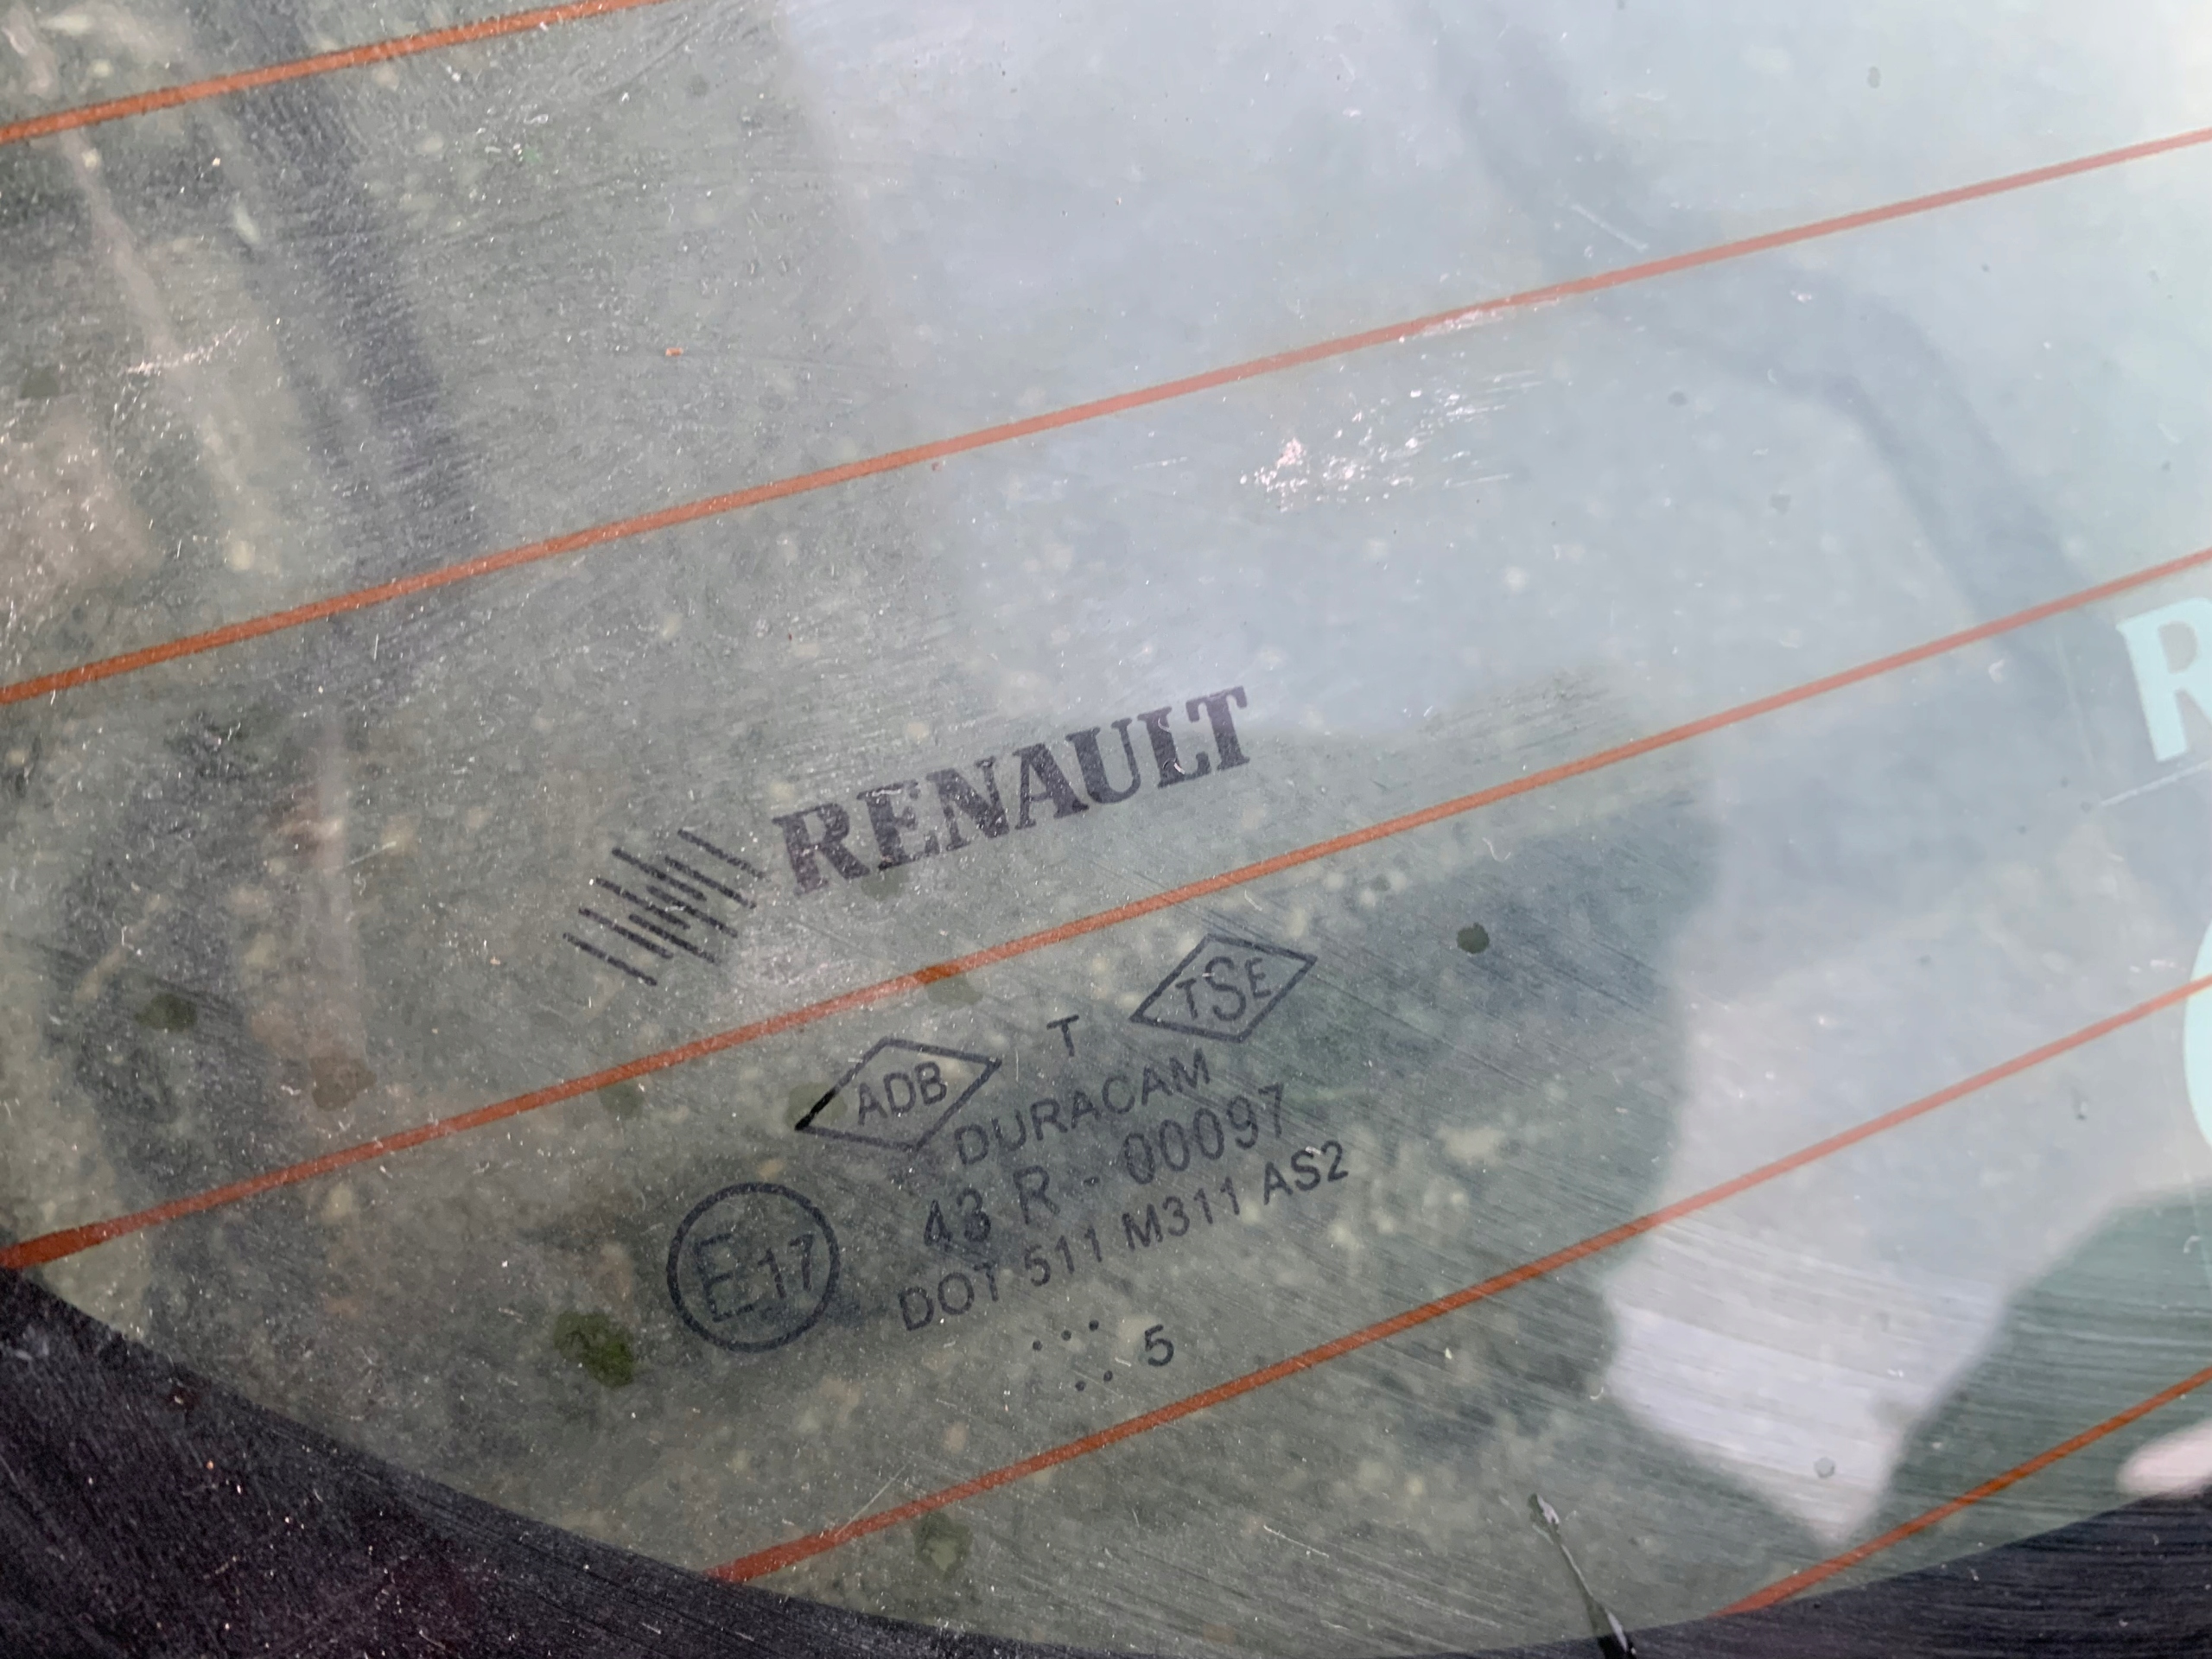 RENAULT
ADB T TSE
DURACAM
E17 43 R - 00097
DOT 511 M311 AS2
... 5
..
R